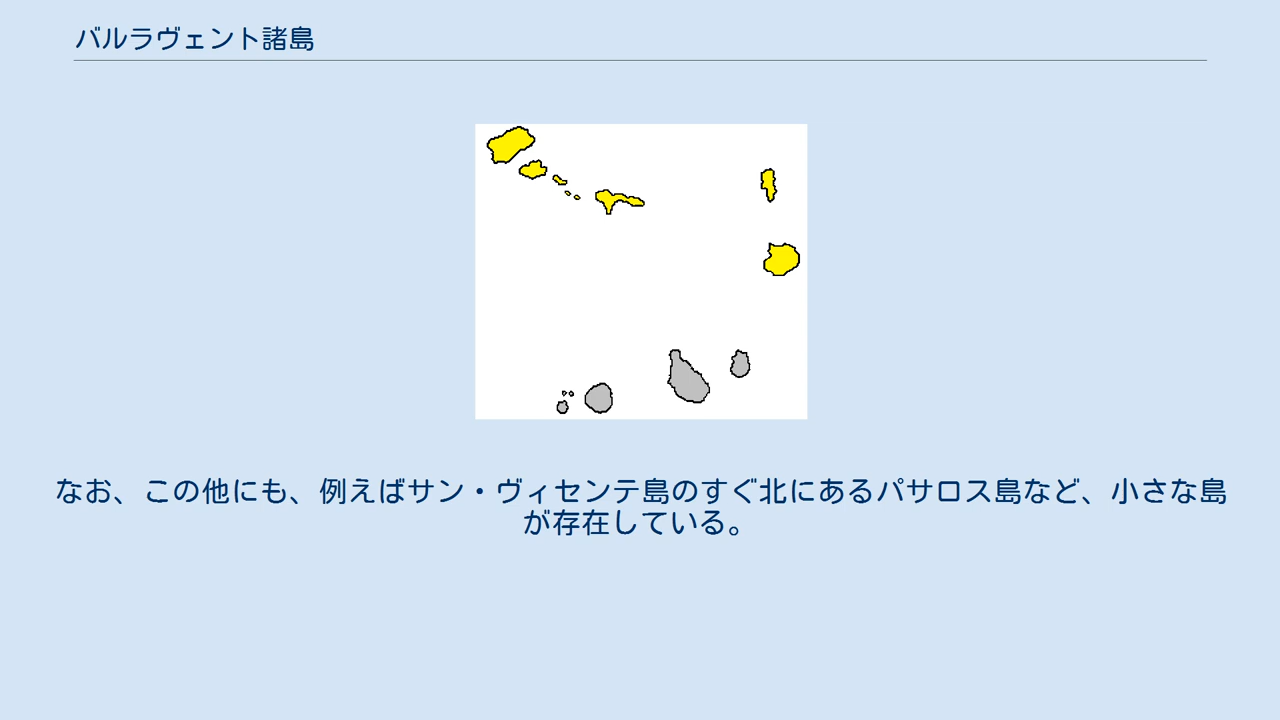 バルラヴェント諸島
なお、この他にも、例えばサン・ヴィセンテ島のすぐ北にあるパサロス島など、小さな島
が存在している。